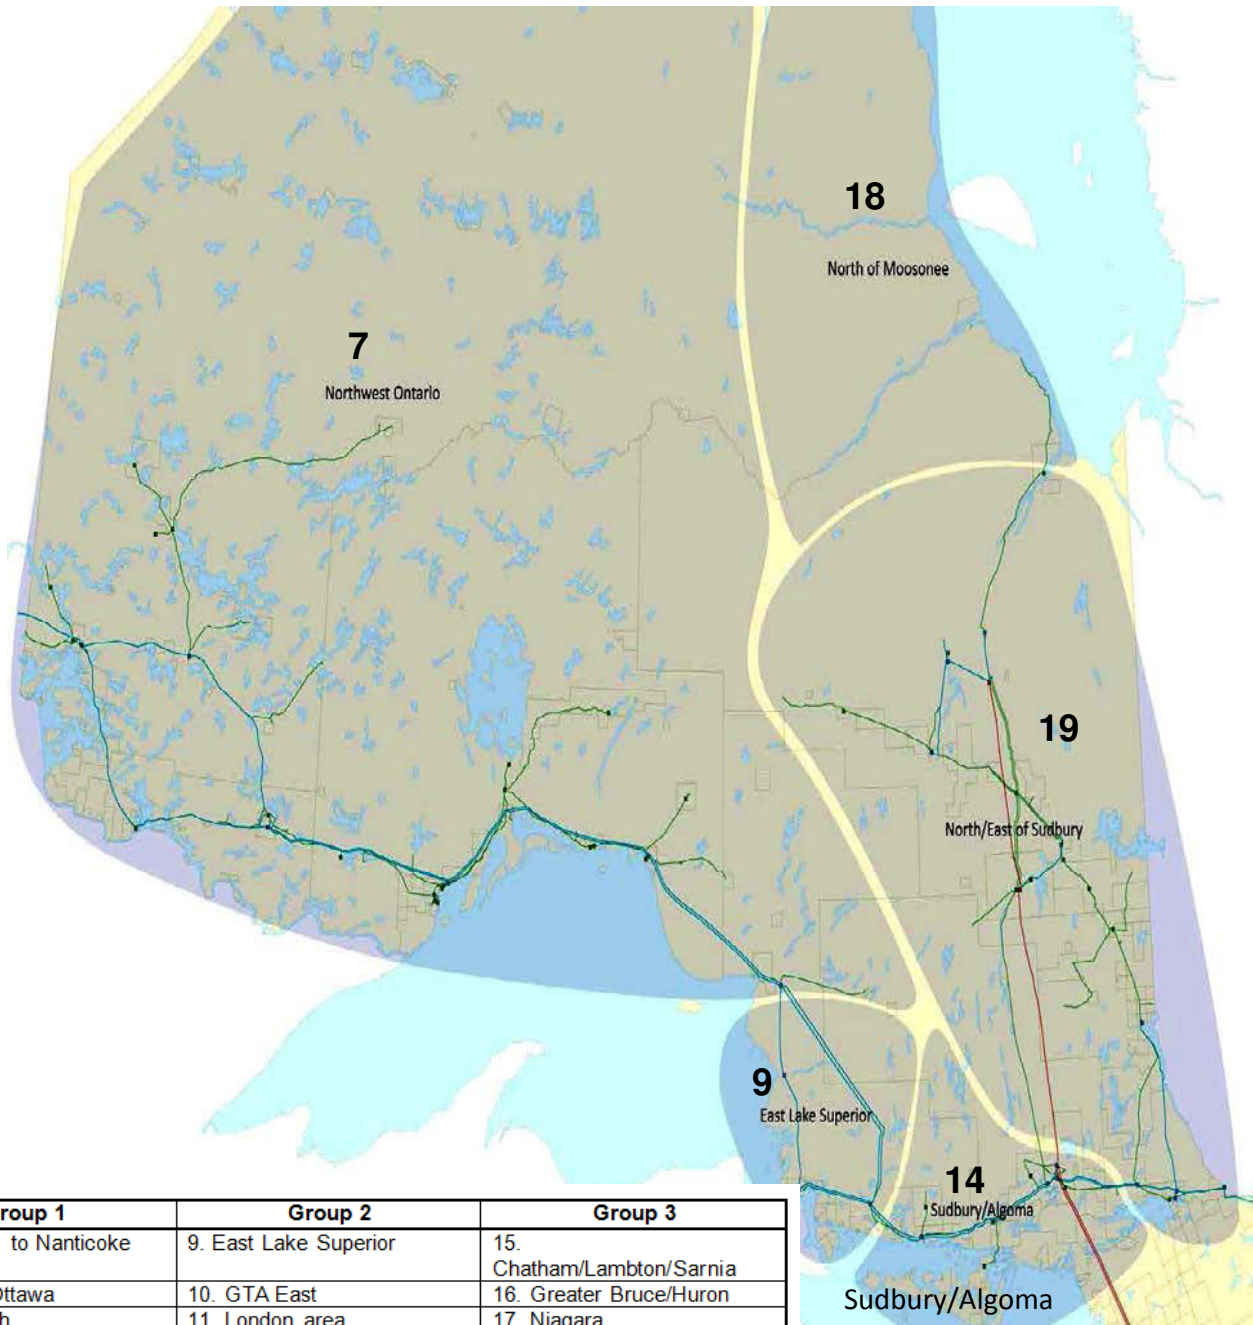 18
North of Moosonee
7
Northwest Ontario
19
North/East of Sudbury
9
East Lake Superior
14
Sudbury/Algoma
roup 1 Group 2 Group 3
to Nanticoke 9. East Lake Superior 15.
Chatham/Lambton/Sarnia
Ottawa 10. GTA East 16. Greater Bruce/Huron
11. London area 17. Niagara
Sudbury/Algoma